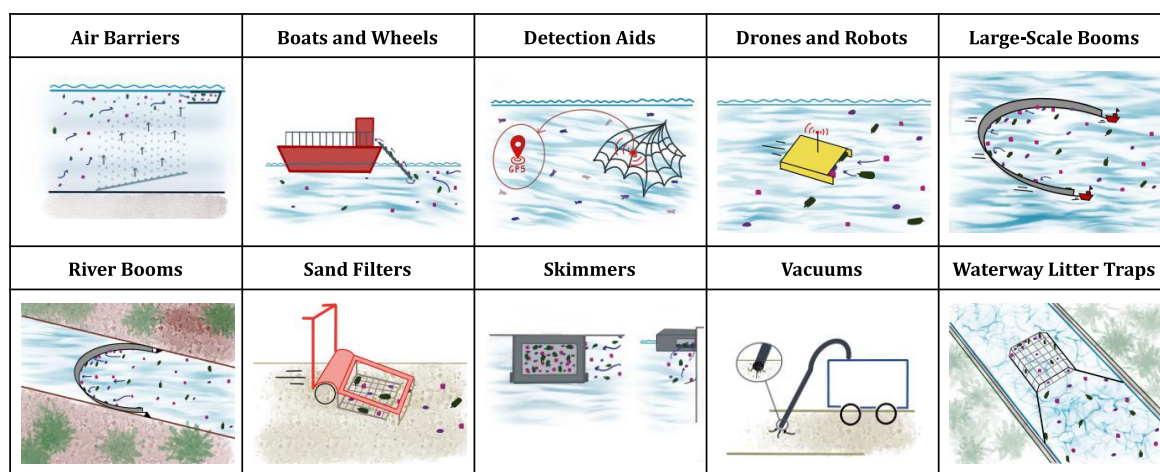 Air Barriers
Boats and Wheels
Detection Aids
Drones and Robots
Large-Scale Booms
GPS
River Booms
Sand Filters
Skimmers
Vacuums
Waterway Litter Traps